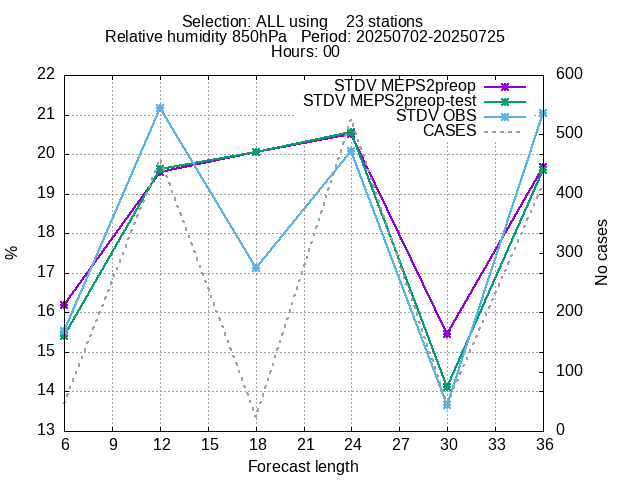 Selection: ALL using    23 stations
Relative humidity 850hPa   Period: 20250702-20250725
Hours: 00
STDV MEPS2preop
STDV MEPS2preop-test
STDV OBS
CASES
22
21
20
19
18
17
16
15
14
13
%
600
500
400
300
200
100
0
No cases
6 9 12 15 18 21 24 27 30 33 36
Forecast length